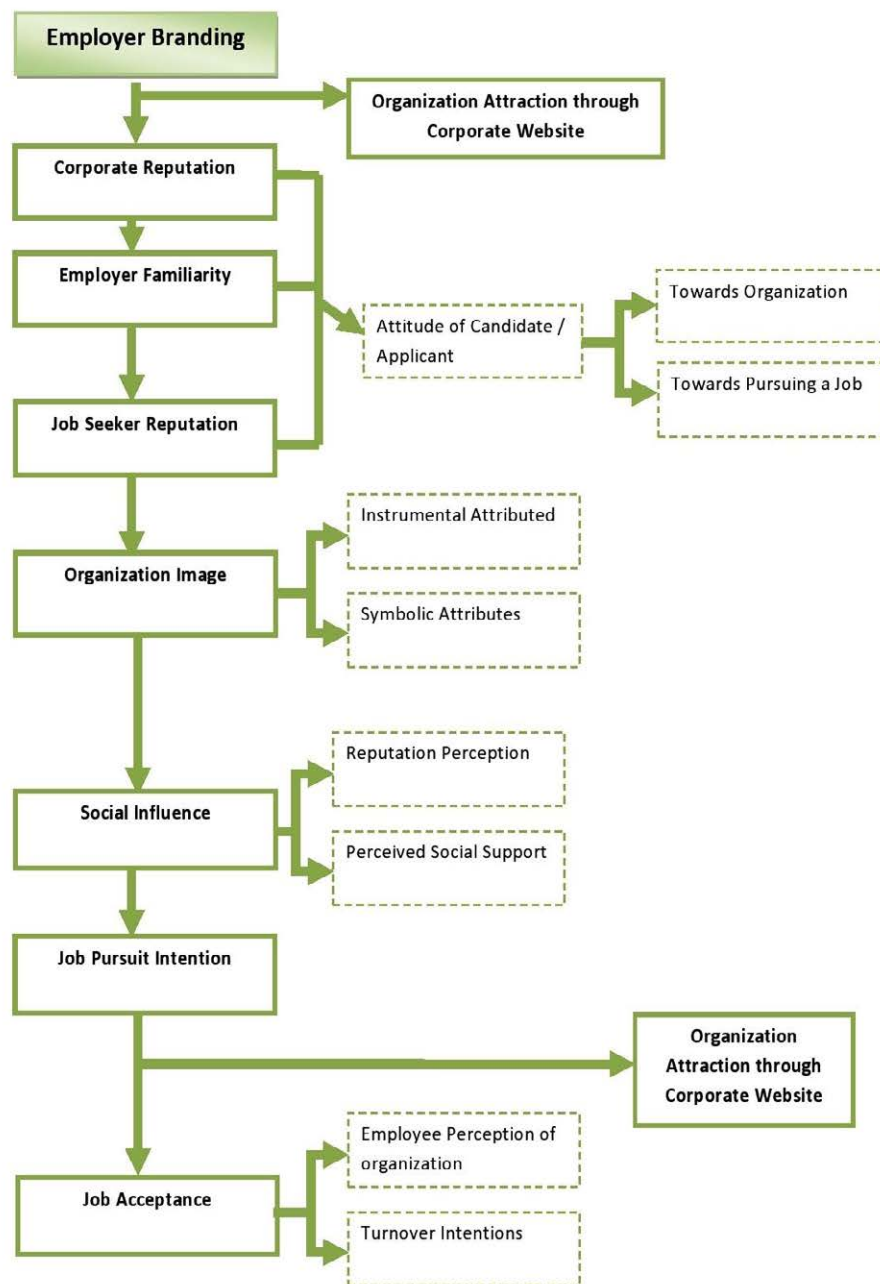 Employer Branding
Organization Attraction through
Corporate Website
Corporate Reputation
Employer Familiarity
Towards Organization
Attitude of Candidate /
Applicant
Towards Pursuing a Job
Job Seeker Reputation
Instrumental Attributed
Organization Image
Symbolic Attributes
Reputation Perception
Social Influence
Perceived Social Support
Job Pursuit Intention
Organization
Attraction through
Corporate Website
Employee Perception of
organization
Job Acceptance
Turnover Intentions